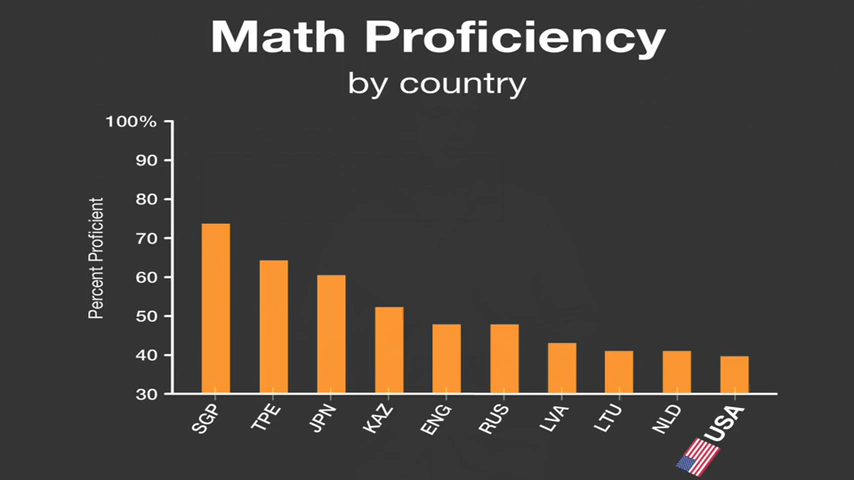 Math Proficiency
by country
100%
90
80
70
60
50
40
30
Percent Proficient
SGP
TPE
JPN
KAZ
ENG
RUS
LVA
LTU
NLD
USA